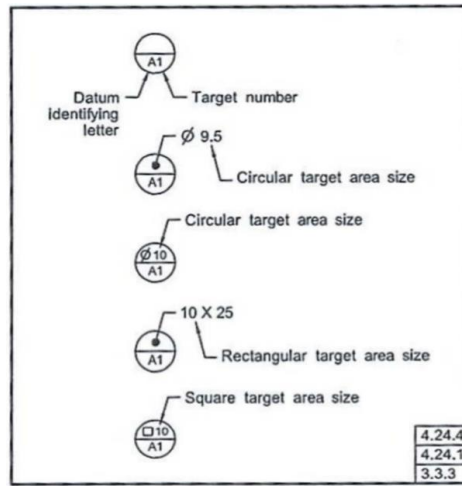 A1
Datum
identifying
letter
Target number
Ø 9.5
A1
Circular target area size
Circular target area size
Ø10
A1
10 X 25
A1
Rectangular target area size
Square target area size
□10
A1
4.24.4
4.24.1
3.3.3